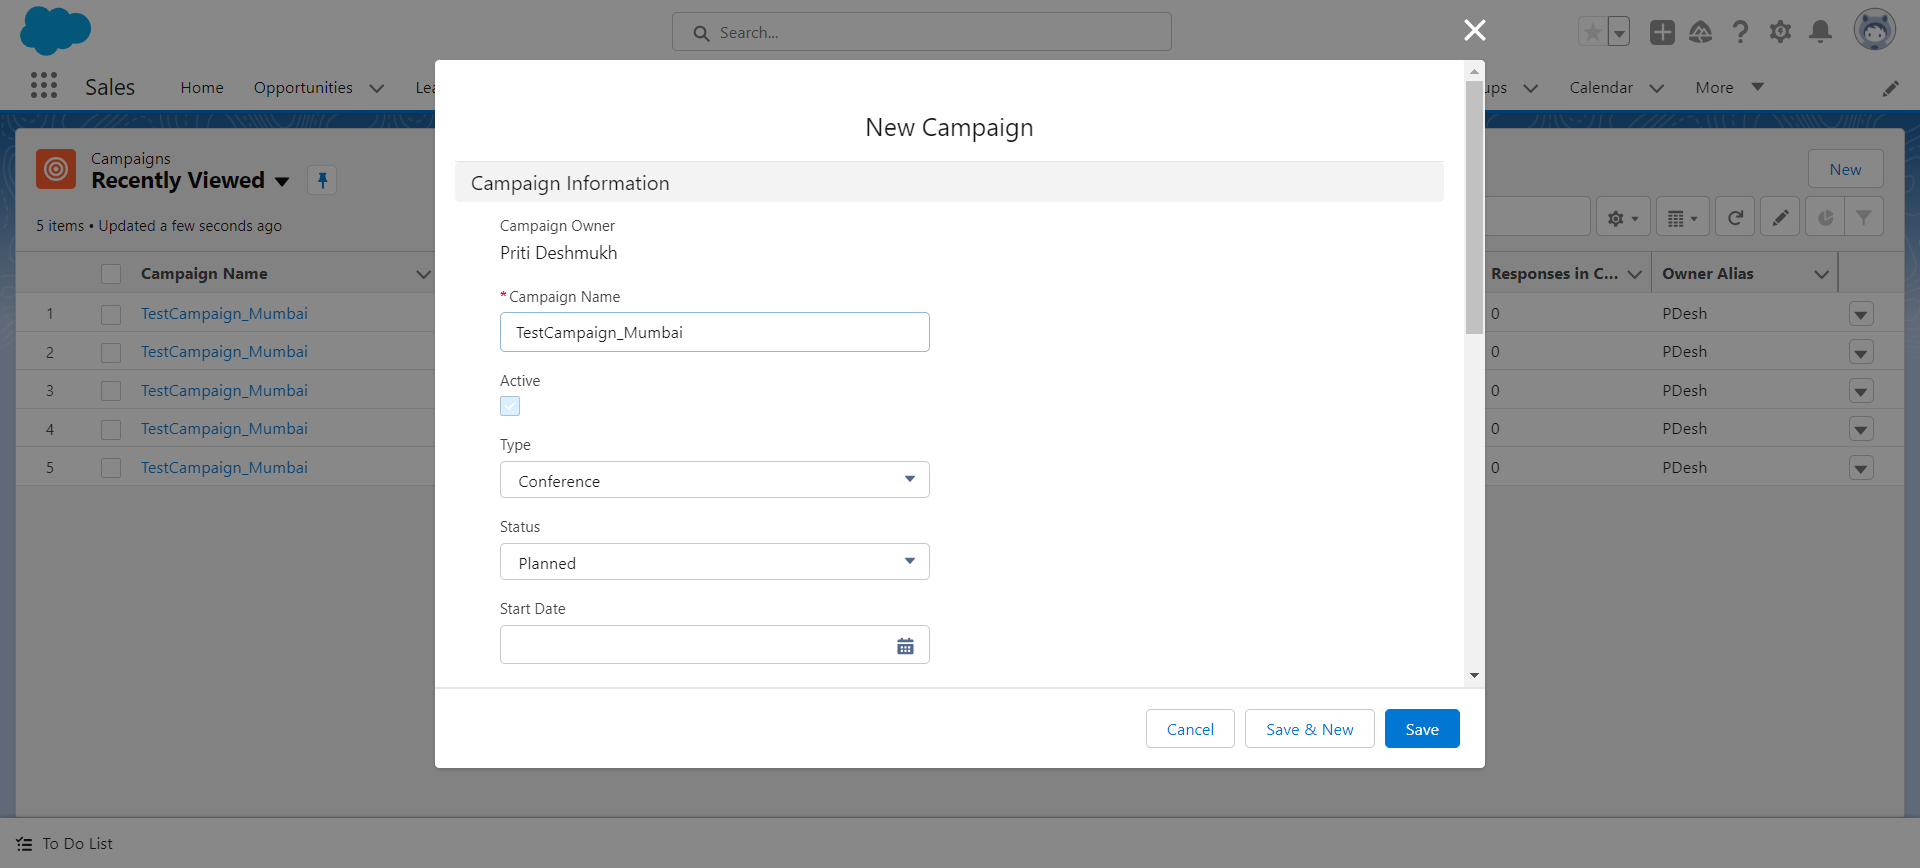 Search...
Sales
Home
Opportunities
Lea
ups
Calendar
More
Campaigns
Recently Viewed
New
5 items • Updated a few seconds ago
Campaign Name
Responses in C...
Owner Alias
1
TestCampaign_Mumbai
0
PDesh
2
TestCampaign_Mumbai
0
PDesh
3
TestCampaign_Mumbai
0
PDesh
4
TestCampaign_Mumbai
0
PDesh
5
TestCampaign_Mumbai
0
PDesh
New Campaign
Campaign Information
Campaign Owner
Priti Deshmukh
*Campaign Name
TestCampaign_Mumbai
Active
Type
Conference
Status
Planned
Start Date
Cancel
Save & New
Save
To Do List